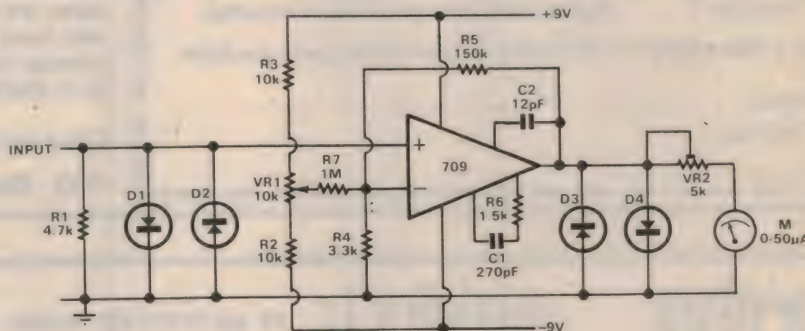 +9V
R3
10k
R5
150k
C2
12pF
INPUT
+
709
R7
1M
−
VR1
10k
D1
D2
R1
4.7k
R6
1.5k
D3
D4
VR2
5k
R2
10k
R4
3.3k
C1
270pF
M
0-50µA
−9V